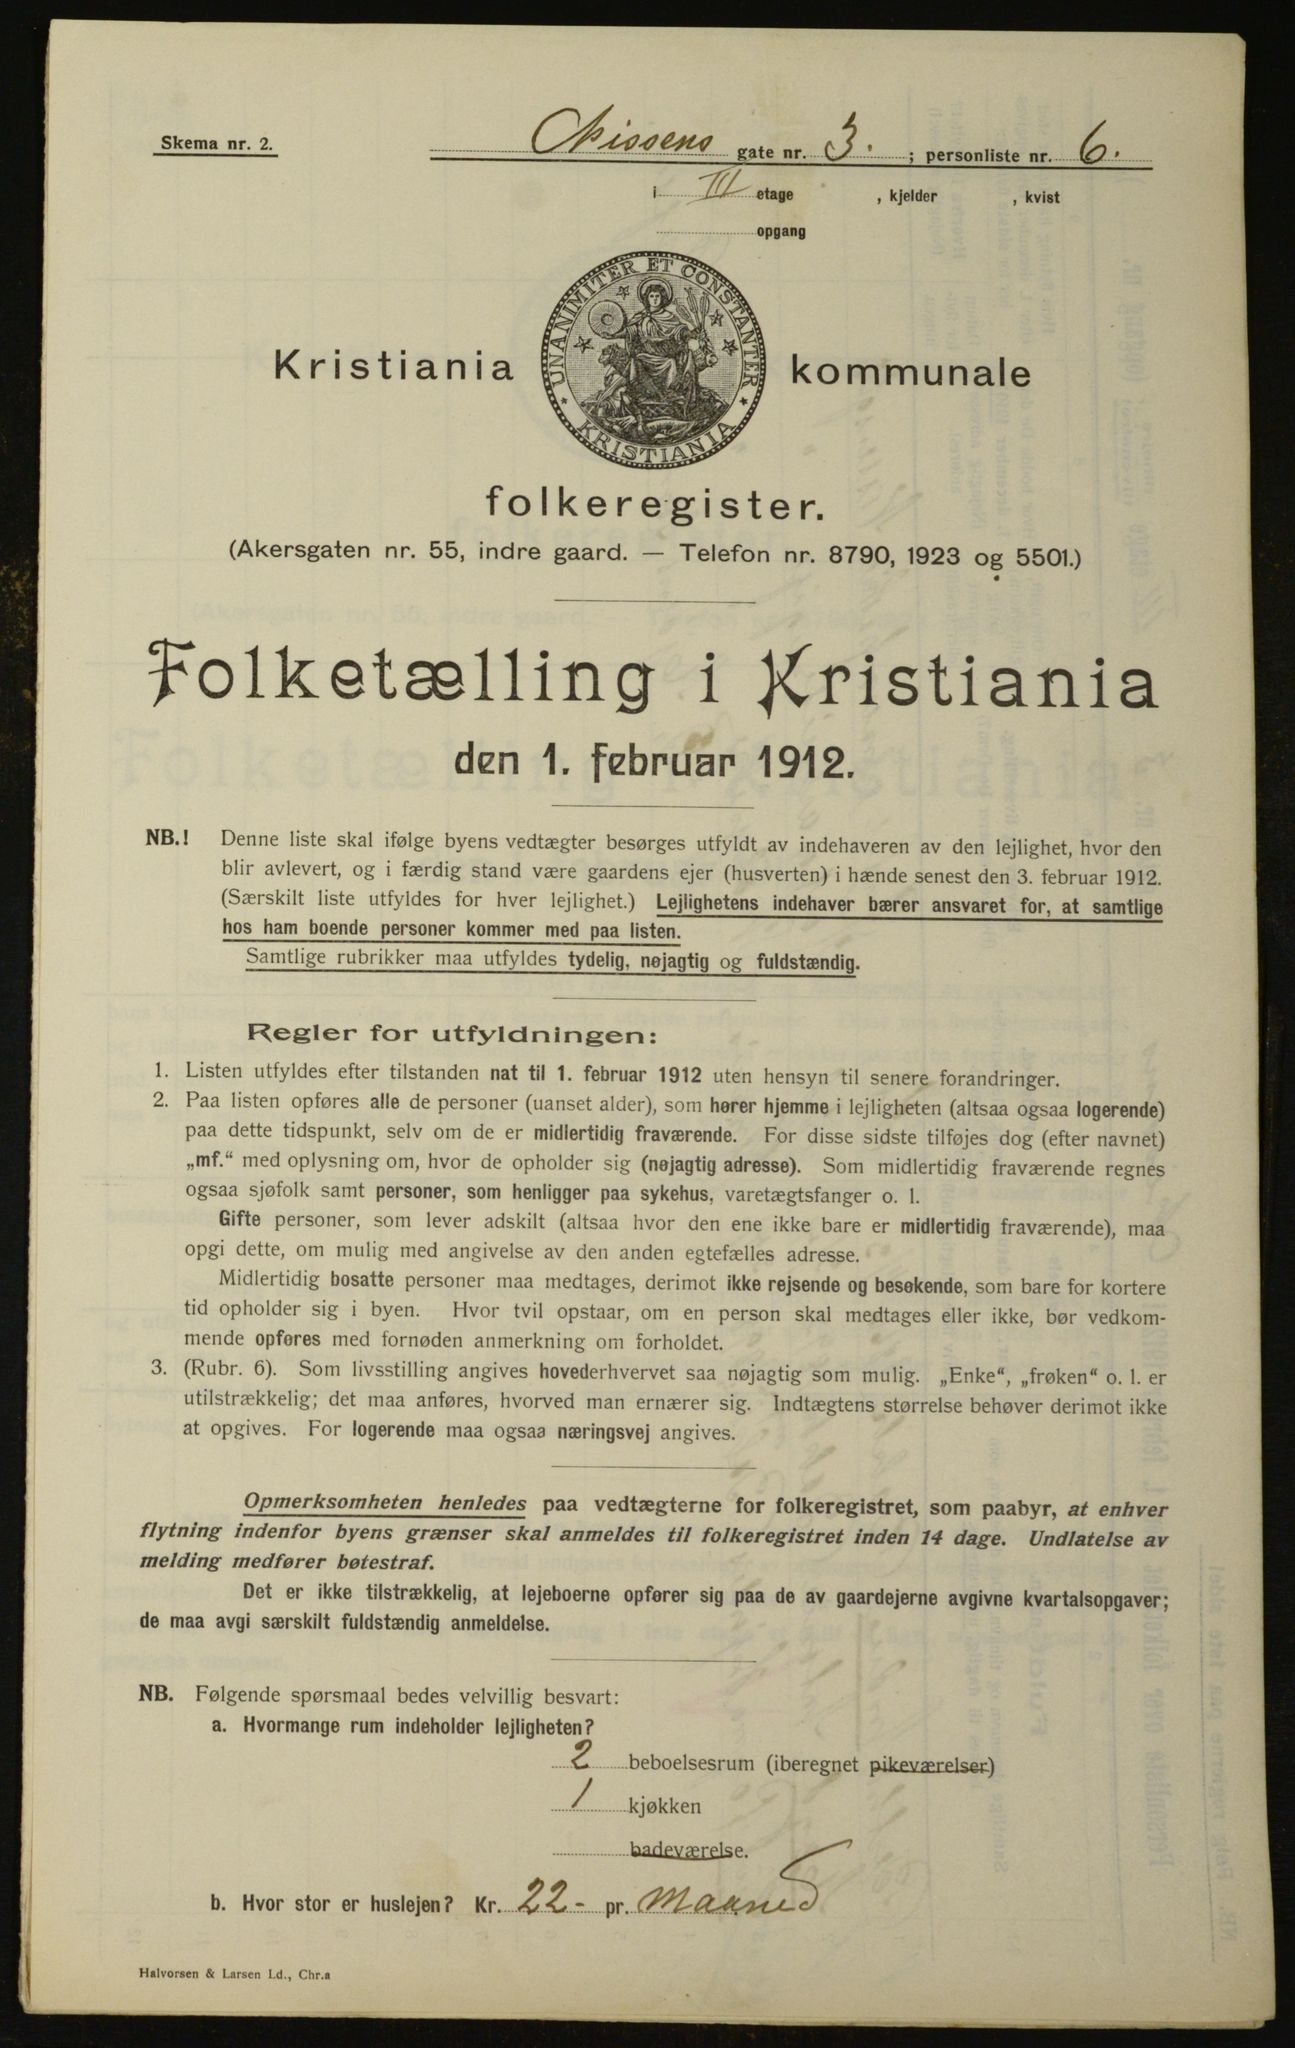 Skema nr. 2.
Nissens gate nr. 3. ; personliste nr. 6.
i III etage , kjelder , kvist
opgang
UNANIMITER ET CONSTANTER
KRISTIANIA
Kristiania kommunale
folkeregister.
(Akersgaten nr. 55, indre gaard. — Telefon nr. 8790, 1923 og 5501.)
Folketælling i Kristiania
den 1. februar 1912.
NB.! Denne liste skal ifølge byens vedtægter besørges utfyldt av indehaveren av den lejlighet, hvor den
blir avlevert, og i færdig stand være gaardens ejer (husverten) i hænde senest den 3. februar 1912.
(Særskilt liste utfyldes for hver lejlighet.) Lejlighetens indehaver bærer ansvaret for, at samtlige
hos ham boende personer kommer med paa listen.
Samtlige rubrikker maa utfyldes tydelig, nøjagtig og fuldstændig.
Regler for utfyldningen:
1. Listen utfyldes efter tilstanden nat til 1. februar 1912 uten hensyn til senere forandringer.
2. Paa listen opføres alle de personer (uanset alder), som hører hjemme i lejligheten (altsaa ogsaa logerende)
paa dette tidspunkt, selv om de er midlertidig fraværende. For disse sidste tilføjes dog (efter navnet)
„mf.“ med oplysning om, hvor de opholder sig (nøjagtig adresse). Som midlertidig fraværende regnes
ogsaa sjøfolk samt personer, som henligger paa sykehus, varetægtsfanger o. l.
Gifte personer, som lever adskilt (altsaa hvor den ene ikke bare er midlertidig fraværende), maa
opgi dette, om mulig med angivelse av den anden egtefælles adresse.
Midlertidig bosatte personer maa medtages, derimot ikke rejsende og besøkende, som bare for kortere
tid opholder sig i byen. Hvor tvil opstaar, om en person skal medtages eller ikke, bør vedkom-
mende opføres med fornøden anmerkning om forholdet.
3. (Rubr. 6). Som livsstilling angives hovederhvervet saa nøjagtig som mulig. „Enke“, „frøken“ o. l. er
utilstrækkelig; det maa anføres, hvorved man ernærer sig. Indtægtens størrelse behøver derimot ikke
at opgives. For logerende maa ogsaa næringsvej angives.
Opmerksomheten henledes paa vedtægterne for folkeregistret, som paabyr, at enhver
flytning indenfor byens grænser skal anmeldes til folkeregistret inden 14 dage. Undlatelse av
melding medfører bøtestraf.
Det er ikke tilstrækkelig, at lejeboerne opfører sig paa de av gaardejerne avgivne kvartalsopgaver;
de maa avgi særskilt fuldstændig anmeldelse.
NB. Følgende spørsmaal bedes velvillig besvart:
a. Hvormange rum indeholder lejligheten?
2 beboelsesrum (iberegnet pikeværelser)
1 kjøkken
badeværelse.
b. Hvor stor er huslejen? Kr. 22- pr. Maaned
Halvorsen & Larsen Ld., Chr.a